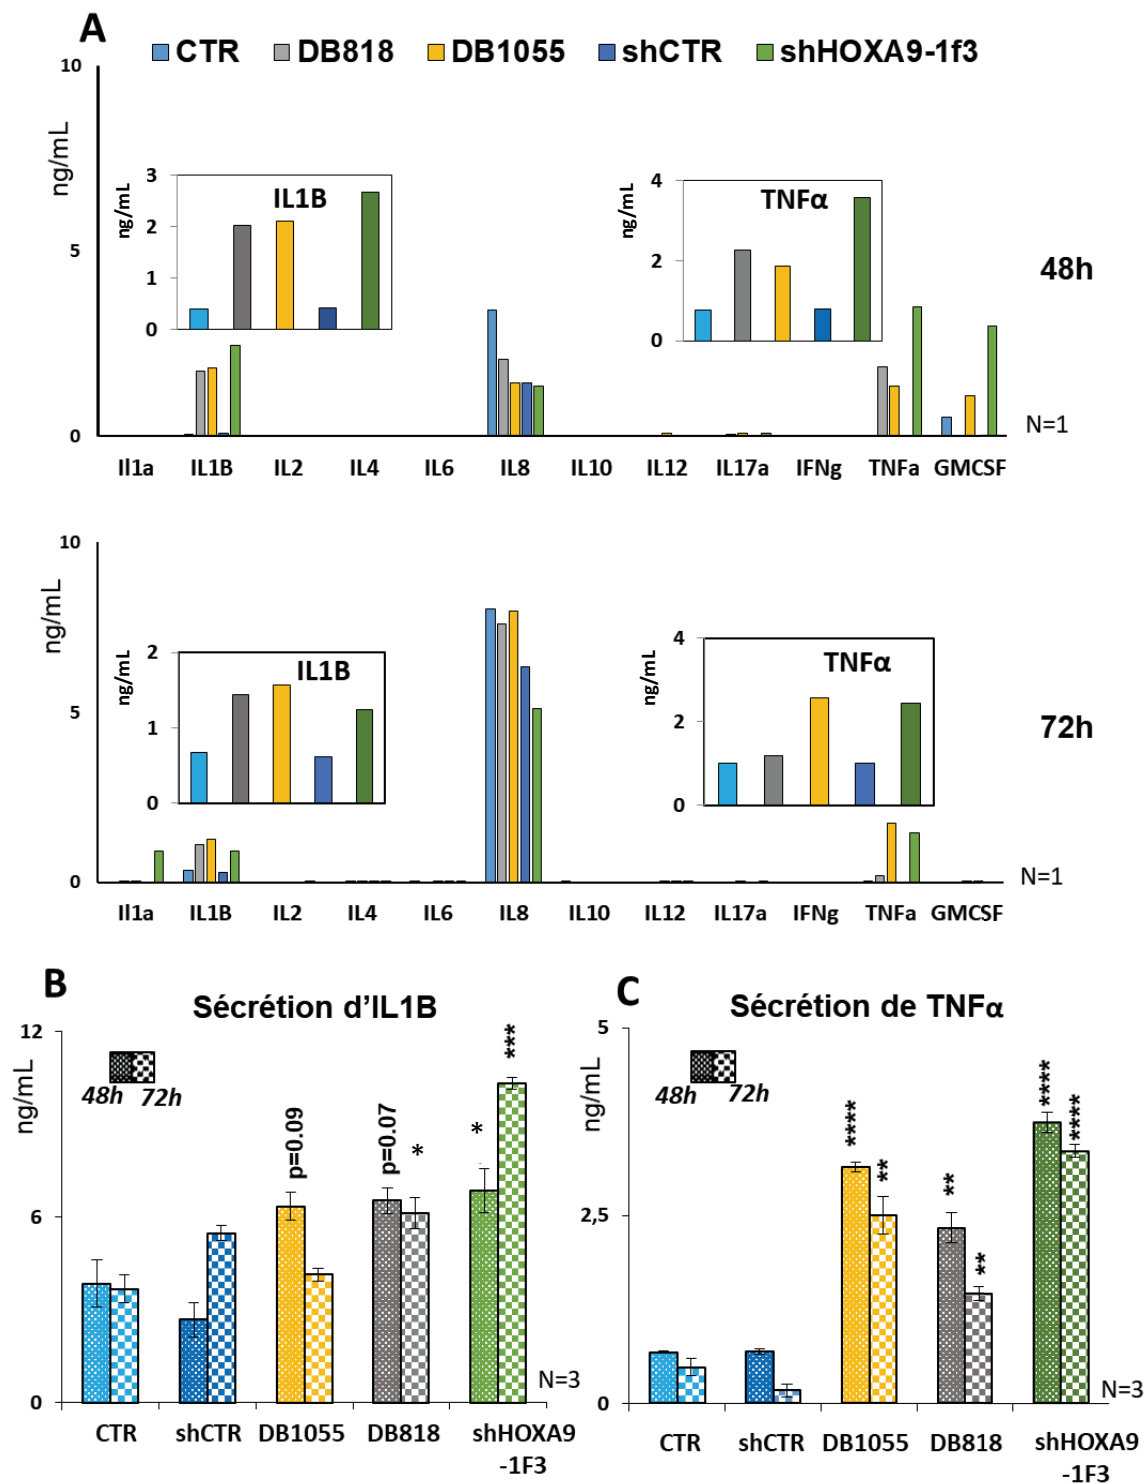 A
CTR DB818 DB1055 shCTR shHOXA9-1f3
10
ng/mL
5
0
3
ng/mL
2
1
0
IL1B
4
ng/mL
2
0
TNFα
48h
N=1
Il1a IL1B IL2 IL4 IL6 IL8 IL10 IL12 IL17a IFNg TNFa GMCSF
10
ng/mL
5
0
2
ng/mL
1
0
IL1B
4
ng/mL
2
0
TNFα
72h
N=1
Il1a IL1B IL2 IL4 IL6 IL8 IL10 IL12 IL17a IFNg TNFa GMCSF
B
Sécrétion d’IL1B
12
ng/mL
6
0
48h 72h
p=0.09
p=0.07
*
*
***
N=3
CTR shCTR DB1055 DB818 shHOXA9
-1F3
C
Sécrétion de TNFα
5
ng/mL
2,5
0
48h 72h
****
**
**
**
****
****
N=3
CTR shCTR DB1055 DB818 shHOXA9
-1F3